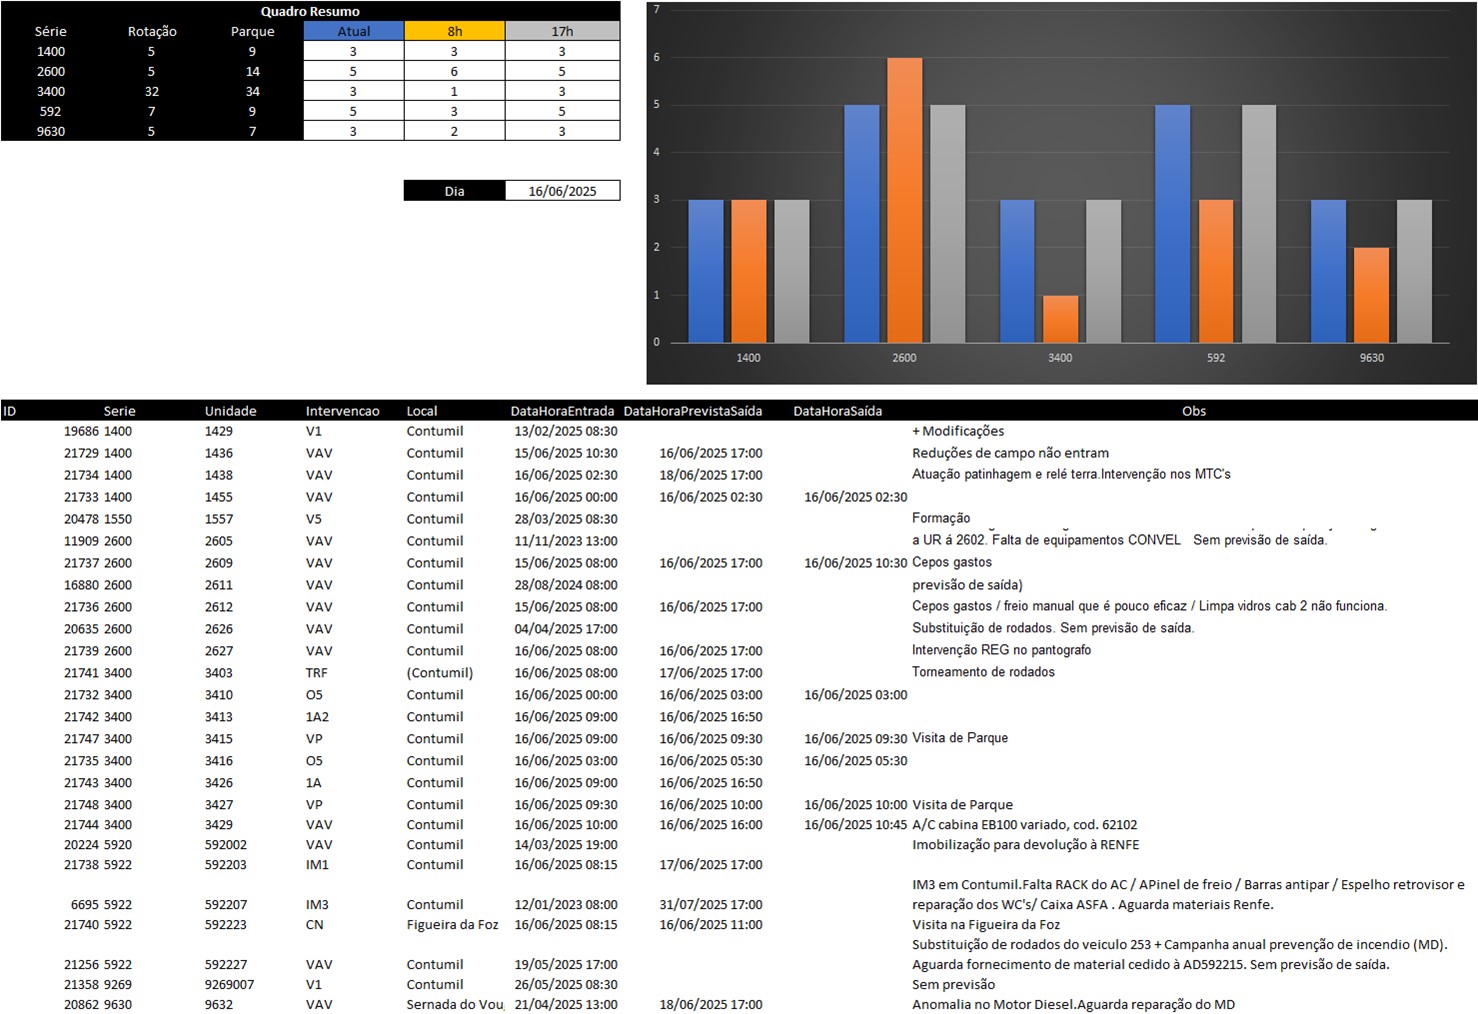 Quadro Resumo
Série Rotação Parque Atual 8h 17h
1400 5 9 3 3 3
2600 5 14 5 6 5
3400 32 34 3 1 3
592 7 9 5 3 5
9630 5 7 3 2 3
Dia 16/06/2025
7
6
5
4
3
2
1
0
1400 2600 3400 592 9630
ID Serie Unidade Intervencao Local DataHoraEntrada DataHoraPrevistaSaída DataHoraSaída Obs
19686 1400 1429 V1 Contumil 13/02/2025 08:30 + Modificações
21729 1400 1436 VAV Contumil 15/06/2025 10:30 16/06/2025 17:00 Reduções de campo não entram
21734 1400 1438 VAV Contumil 16/06/2025 02:30 18/06/2025 17:00 Atuação patinhagem e relé terra.Intervenção nos MTC's
21733 1400 1455 VAV Contumil 16/06/2025 00:00 16/06/2025 02:30 16/06/2025 02:30
20478 1550 1557 V5 Contumil 28/03/2025 08:30 Formação
11909 2600 2605 VAV Contumil 11/11/2023 13:00 a UR á 2602. Falta de equipamentos CONVEL Sem previsão de saída.
21737 2600 2609 VAV Contumil 15/06/2025 08:00 16/06/2025 17:00 16/06/2025 10:30 Cepos gastos
16880 2600 2611 VAV Contumil 28/08/2024 08:00 previsão de saída)
21736 2600 2612 VAV Contumil 15/06/2025 08:00 16/06/2025 17:00 Cepos gastos / freio manual que é pouco eficaz / Limpa vidros cab 2 não funciona.
20635 2600 2626 VAV Contumil 04/04/2025 17:00 Substituição de rodados. Sem previsão de saída.
21739 2600 2627 VAV Contumil 16/06/2025 08:00 16/06/2025 17:00 Intervenção REG no pantografo
21741 3400 3403 TRF (Contumil) 16/06/2025 08:00 17/06/2025 17:00 Torneamento de rodados
21732 3400 3410 O5 Contumil 16/06/2025 00:00 16/06/2025 03:00 16/06/2025 03:00
21742 3400 3413 1A2 Contumil 16/06/2025 09:00 16/06/2025 16:50
21747 3400 3415 VP Contumil 16/06/2025 09:00 16/06/2025 09:30 16/06/2025 09:30 Visita de Parque
21735 3400 3416 O5 Contumil 16/06/2025 03:00 16/06/2025 05:30 16/06/2025 05:30
21743 3400 3426 1A Contumil 16/06/2025 09:00 16/06/2025 16:50
21748 3400 3427 VP Contumil 16/06/2025 09:30 16/06/2025 10:00 16/06/2025 10:00 Visita de Parque
21744 3400 3429 VAV Contumil 16/06/2025 10:00 16/06/2025 16:00 16/06/2025 10:45 A/C cabina EB100 variado, cod. 62102
20224 5920 592002 VAV Contumil 14/03/2025 19:00 Imobilização para devolução à RENFE
21738 5922 592203 IM1 Contumil 16/06/2025 08:15 17/06/2025 17:00
IM3 em Contumil.Falta RACK do AC / APinel de freio / Barras antipar / Espelho retrovisor e
6695 5922 592207 IM3 Contumil 12/01/2023 08:00 31/07/2025 17:00 reparação dos WC's/ Caixa ASFA . Aguarda materiais Renfe.
21740 5922 592223 CN Figueira da Foz 16/06/2025 08:15 16/06/2025 11:00 Visita na Figueira da Foz
Substituição de rodados do veiculo 253 + Campanha anual prevenção de incendio (MD).
21256 5922 592227 VAV Contumil 19/05/2025 17:00 Aguarda fornecimento de material cedido à AD592215. Sem previsão de saída.
21358 9269 9269007 V1 Contumil 26/05/2025 08:30 Sem previsão
20862 9630 9632 VAV Sernada do Vou 21/04/2025 13:00 18/06/2025 17:00 Anomalia no Motor Diesel.Aguarda reparação do MD